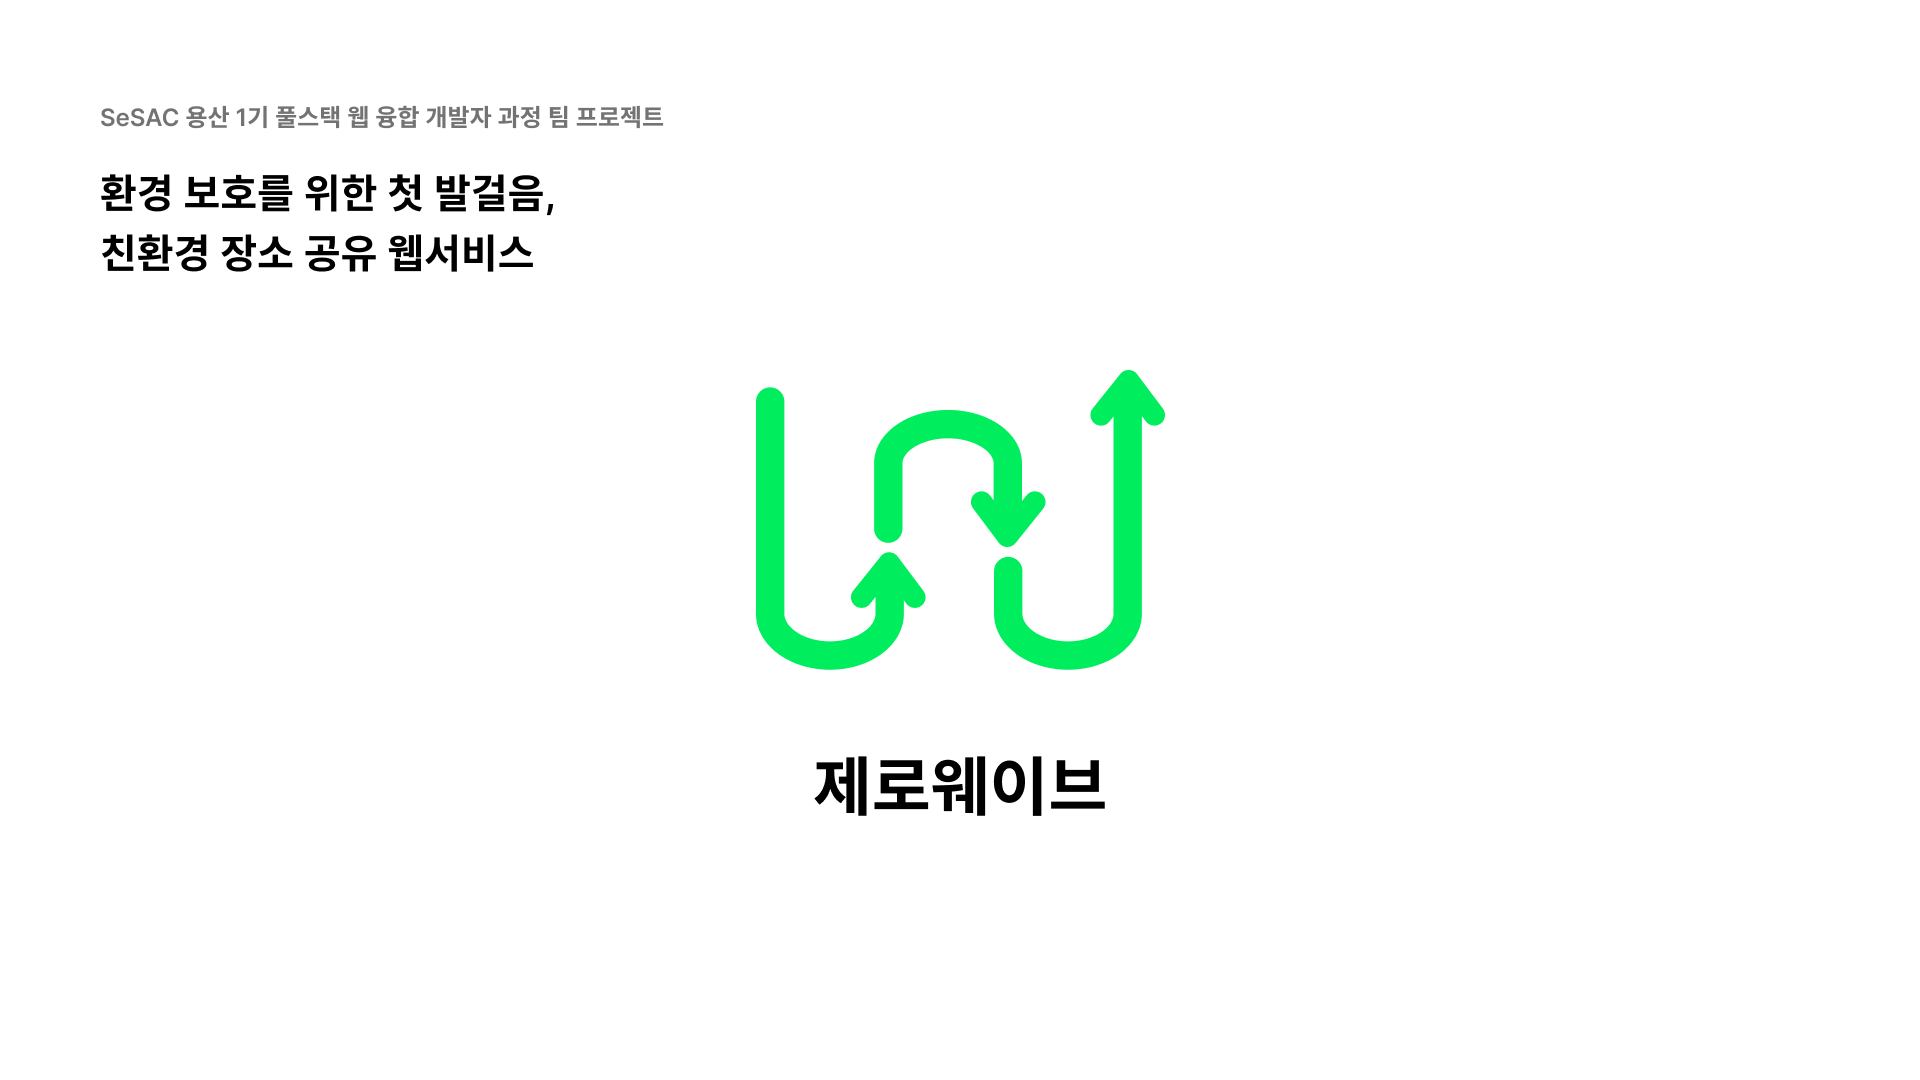 SeSAC 용산 1기 풀스택 웹 융합 개발자 과정 팀 프로젝트
환경 보호를 위한 첫 발걸음,
친환경 장소 공유 웹서비스
제로웨이브